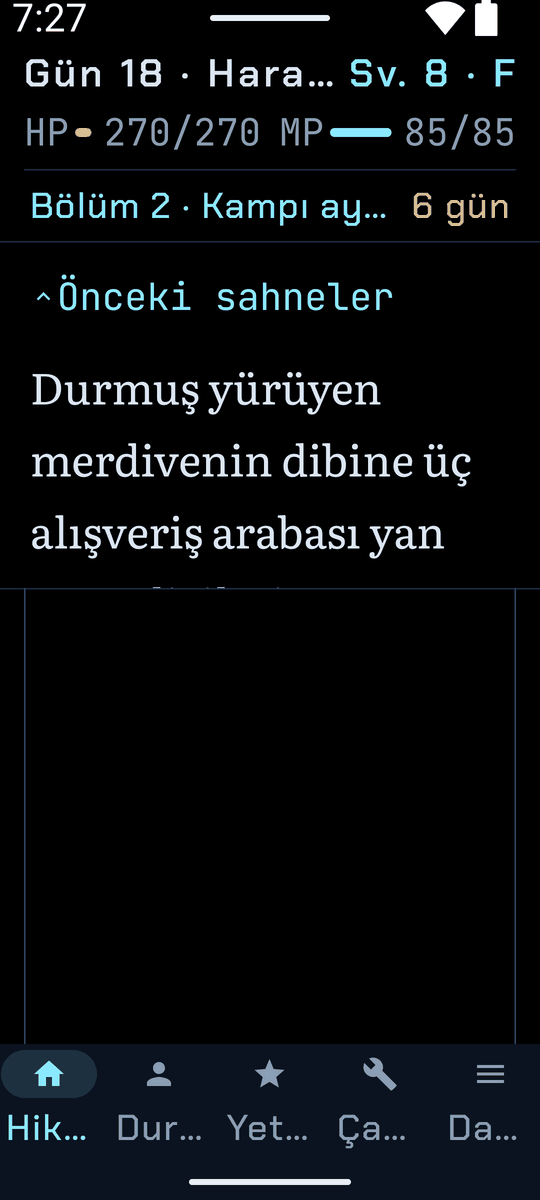 7:27
Gün 18 · Hara… Sv. 8 · F
HP 270/270 MP 85/85
Bölüm 2 · Kampı ay… 6 gün
Önceki sahneler
Durmuş yürüyen
merdivenin dibine üç
alışveriş arabası yan
Hik… Dur… Yet… Ça… Da…